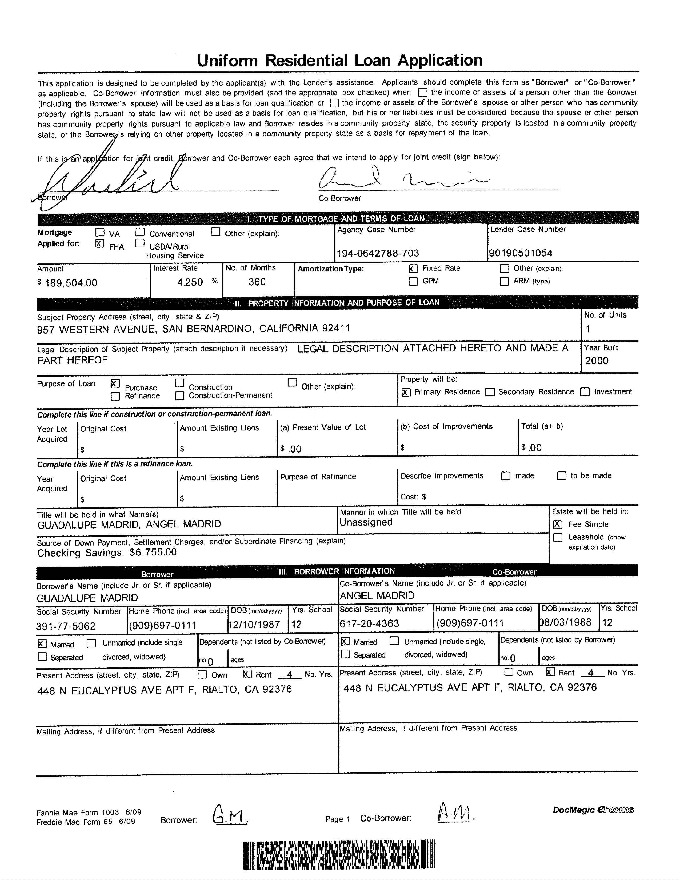 Uniform Residential Loan Application
This application is designed to be completed by the applicant(s) with the Lender's assistance. Applicants should complete this form as "Borrower" or "Co-Borrower,"
as applicable. Co-Borrower information must also be provided (and the appropriate box checked) when the income of assets of a person other than the Borrower
(including the Borrower's spouse) will be used as a basis for loan qualification or the income or assets of the Borrower's spouse or other person who has community
property rights pursuant to state law will not be used as a basis for loan qualification, but his or her liabilities must be considered because the spouse or other person
has community property rights pursuant to applicable law and Borrower resides in a community property state, the security property is located in a community property
state, or the Borrower is relying on other property located in a community property state as a basis for repayment of the loan.
If this is an application for joint credit, Borrower and Co-Borrower each agree that we intend to apply for joint credit (sign below):
Borrower Co-Borrower
I. TYPE OF MORTGAGE AND TERMS OF LOAN
Mortgage VA Conventional Other (explain): Agency Case Number Lender Case Number
Applied for: X FHA USDA/Rural
Housing Service 194-0642788-703 90190501054
Amount Interest Rate No. of Months Amortization Type: X Fixed Rate Other (explain)
$ 189,504.00 4.250 % 360 GPM ARM (type)
II. PROPERTY INFORMATION AND PURPOSE OF LOAN
Subject Property Address (street, city, state & ZIP) No. of Units
957 WESTERN AVENUE, SAN BERNARDINO, CALIFORNIA 92411 1
Legal Description of Subject Property (attach description if necessary) LEGAL DESCRIPTION ATTACHED HERETO AND MADE A Year Built
PART HEREOF 2000
Purpose of Loan X Purchase Construction Other (explain): Property will be:
Refinance Construction-Permanent X Primary Residence Secondary Residence Investment
Complete this line if construction or construction-permanent loan.
Year Lot Original Cost Amount Existing Liens (a) Present Value of Lot (b) Cost of Improvements Total (a+b)
Acquired $ $ $ .00 $ $ .00
Complete this line if this is a refinance loan.
Year Original Cost Amount Existing Liens Purpose of Refinance Describe Improvements made to be made
Acquired $ $ Cost: $
Title will be held in what Name(s) Manner in which Title will be held Estate will be held in:
GUADALUPE MADRID, ANGEL MADRID Unassigned X Fee Simple
Source of Down Payment, Settlement Charges, and/or Subordinate Financing (explain) Leasehold (show
Checking Savings: $6,755.00 expiration date)
Borrower III. BORROWER INFORMATION Co-Borrower
Borrower's Name (include Jr. or Sr. if applicable) Co-Borrower's Name (include Jr. or Sr. if applicable)
GUADALUPE MADRID ANGEL MADRID
Social Security Number Home Phone (incl. area code) DOB (mm/dd/yyyy) Yrs. School Social Security Number Home Phone (incl. area code) DOB (mm/dd/yyyy) Yrs. School
391-77-5062 (909)697-0111 12/10/1987 12 617-20-4363 (909)697-0111 08/03/1988 12
X Married Unmarried (include single, Dependents (not listed by Co-Borrower) X Married Unmarried (include single, Dependents (not listed by Borrower)
Separated divorced, widowed) no. 0 ages Separated divorced, widowed) no. 0 ages
Present Address (street, city, state, ZIP) Own X Rent 4 No. Yrs. Present Address (street, city, state, ZIP) Own X Rent 4 No. Yrs.
448 N EUCALYPTUS AVE APT F, RIALTO, CA 92376 448 N EUCALYPTUS AVE APT F, RIALTO, CA 92376
Mailing Address, if different from Present Address Mailing Address, if different from Present Address
Fannie Mae Form 1003 6/09 DocMagic
Freddie Mac Form 65 6/09 Borrower: G.M. Page 1 Co-Borrower: A.M.